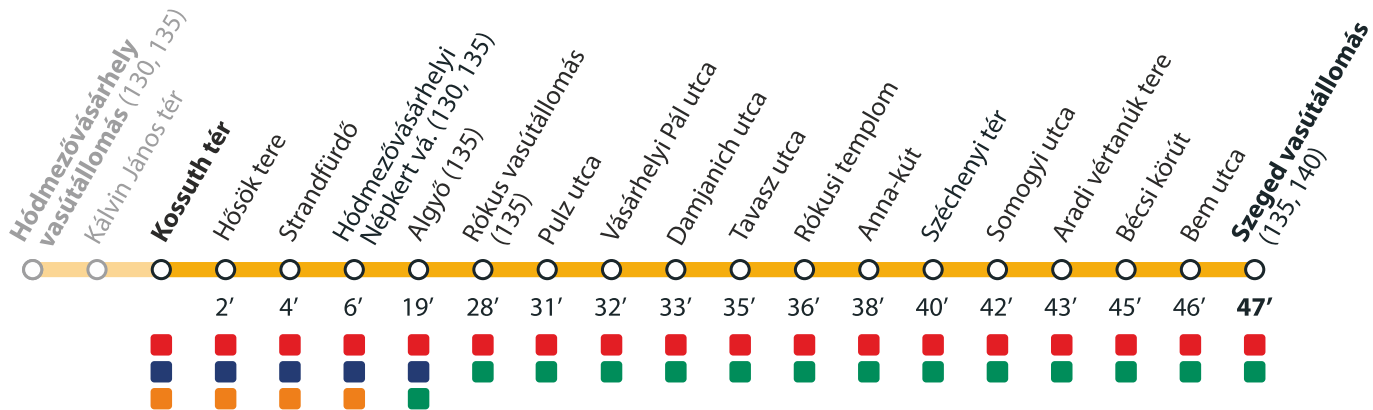 Hódmezővásárhely
vasútállomás (130, 135)
Kálvin János tér
Kossuth tér
Hősök tere
Strandfürdő
Hódmezővásárhelyi
Népkert vá. (130, 135)
Algyő (135)
Rókus vasútállomás
(135)
Pulz utca
Vásárhelyi Pál utca
Damjanich utca
Tavasz utca
Rókusi templom
Anna-kút
Széchenyi tér
Somogyi utca
Aradi vértanúk tere
Bécsi körút
Bem utca
Szeged vasútállomás
(135, 140)
2’ 4’ 6’ 19’ 28’ 31’ 32’ 33’ 35’ 36’ 38’ 40’ 42’ 43’ 45’ 46’ 47’